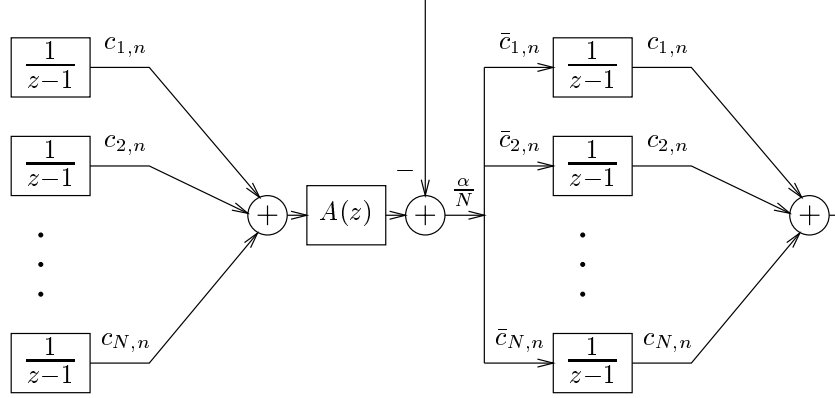 1/(z−1) c_{1,n} c̄_{1,n} 1/(z−1) c_{1,n}
1/(z−1) c_{2,n} − c̄_{2,n} 1/(z−1) c_{2,n}
α/N
+ A(z) + +
1/(z−1) c_{N,n} c̄_{N,n} 1/(z−1) c_{N,n}